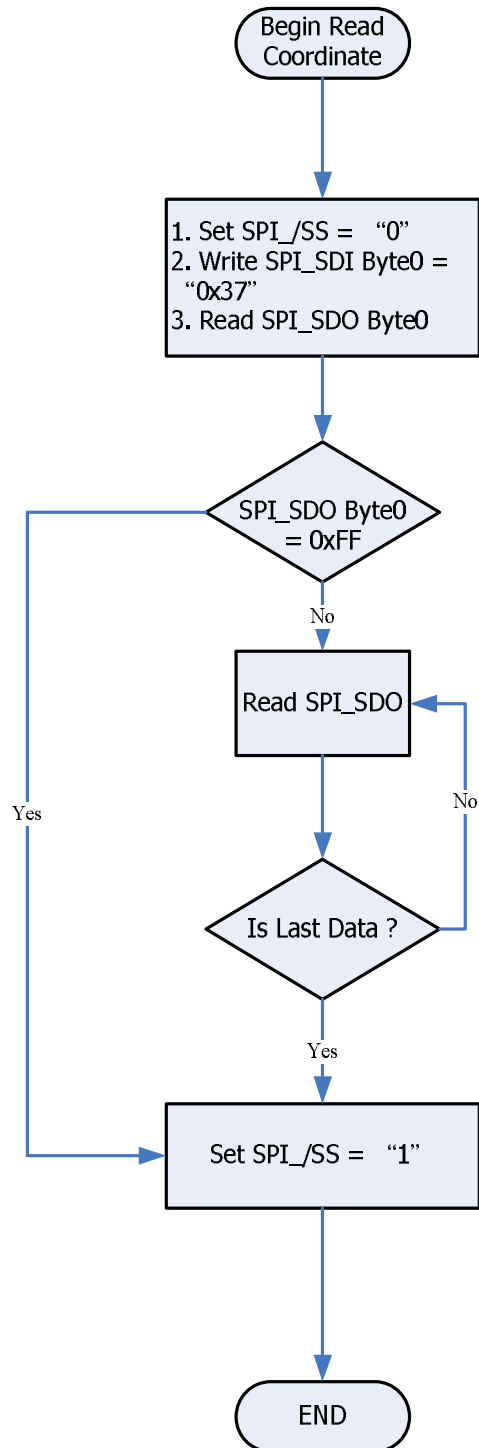 Begin Read
Coordinate
1. Set SPI_/SS = “0”
2. Write SPI_SDI Byte0 =
“0x37”
3. Read SPI_SDO Byte0
SPI_SDO Byte0
= 0xFF
No
Read SPI_SDO
No
Yes
Is Last Data ?
Yes
Set SPI_/SS = “1”
END